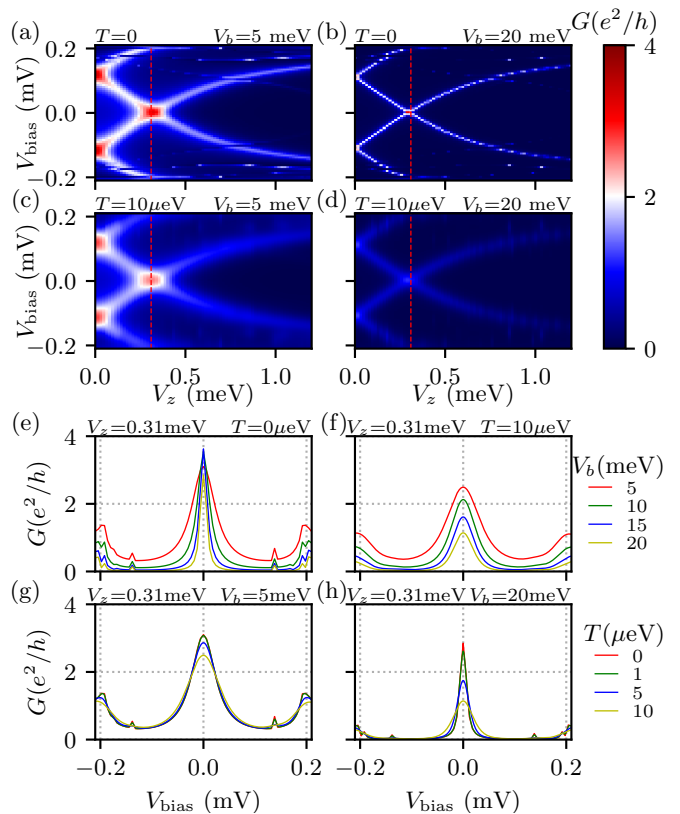 (a) T=0 V_b=5 meV
(b) T=0 V_b=20 meV
G(e²/h)
0.2
0.0
−0.2
V_bias (mV)
4
2
0
(c) T=10μeV V_b=5 meV
(d) V_b=20 meV
T=10μeV
0.2
0.0
−0.2
V_bias (mV)
0.0 0.5 1.0
V_z (meV)
0.0 0.5 1.0
V_z (meV)
(e) V_z=0.31meV T=0μeV
(f) V_z=0.31meV T=10μeV
4
2
0
G(e²/h)
V_b(meV)
5
10
15
20
(g) V_z=0.31meV V_b=5meV
(h) V_z=0.31meV V_b=20meV
4
2
0
G(e²/h)
T(μeV)
0
1
5
10
−0.2 0.0 0.2
V_bias (mV)
−0.2 0.0 0.2
V_bias (mV)